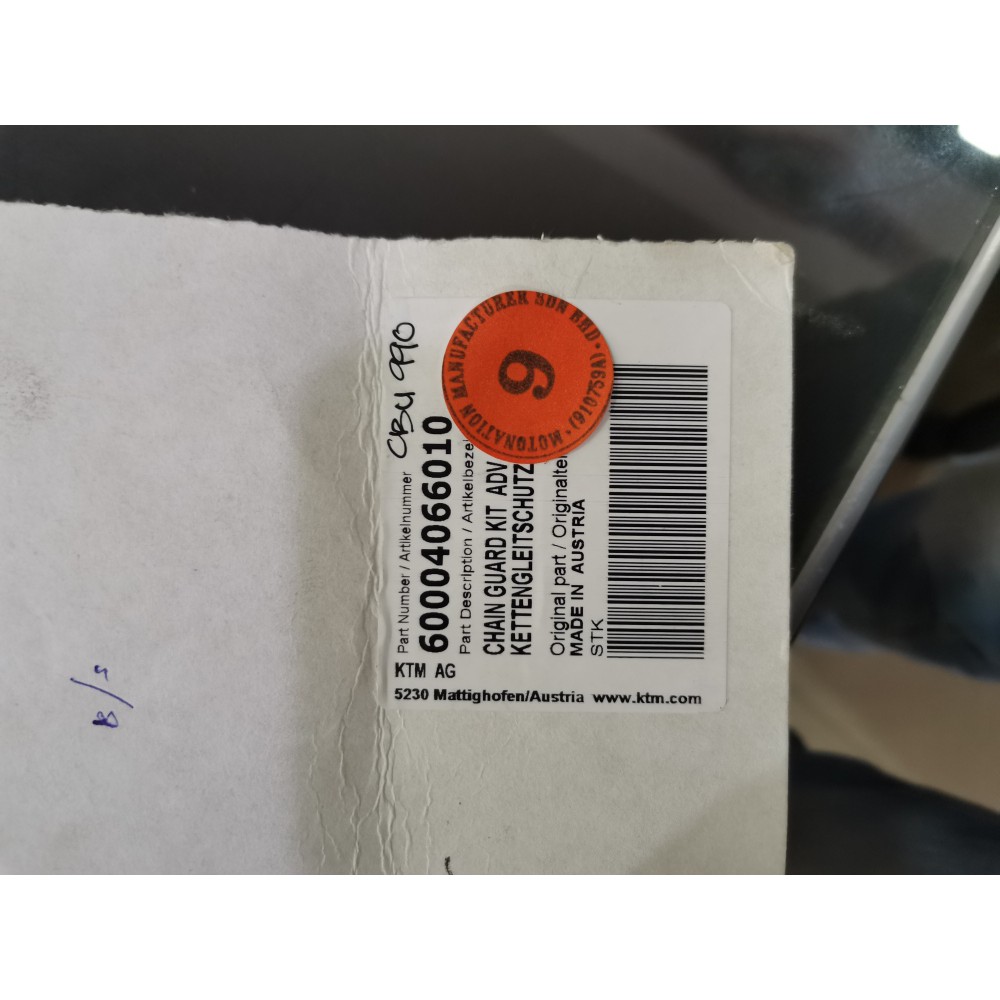 CBU 990
Part Number / Artikelnummer
60004066010
Part Description / Artikelbezei
CHAIN GUARD KIT ADV
KETTENGLEITSCHUTZ
Original part / Originaltei
MADE IN AUSTRIA
STK
KTM AG
5230 Mattighofen/Austria www.ktm.com
MOTONATION MANUFACTURER SDN BHD • (910759A) •
9